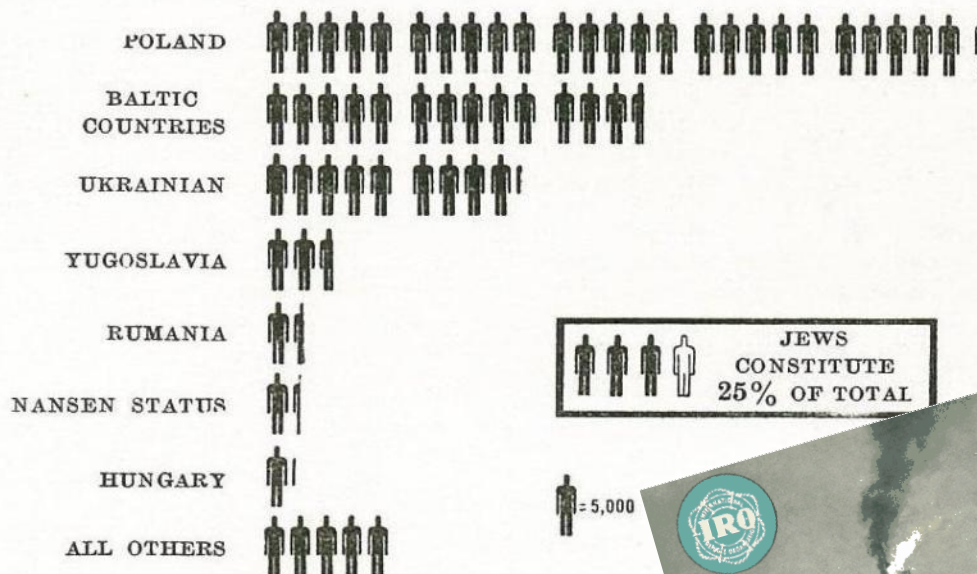 POLAND
BALTIC
COUNTRIES
UKRAINIAN
YUGOSLAVIA
RUMANIA
NANSEN STATUS
HUNGARY
ALL OTHERS
JEWS
CONSTITUTE
25% OF TOTAL
= 5,000
INTERNATIONAL
IRO